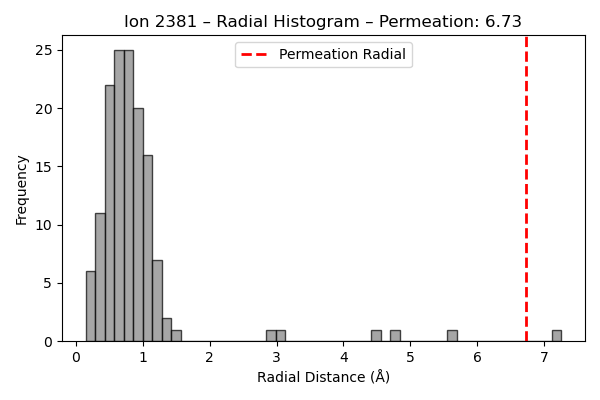 Ion 2381 – Radial Histogram – Permeation: 6.73
Permeation Radial
Frequency
25
20
15
10
5
0
0 1 2 3 4 5 6 7
Radial Distance (Å)